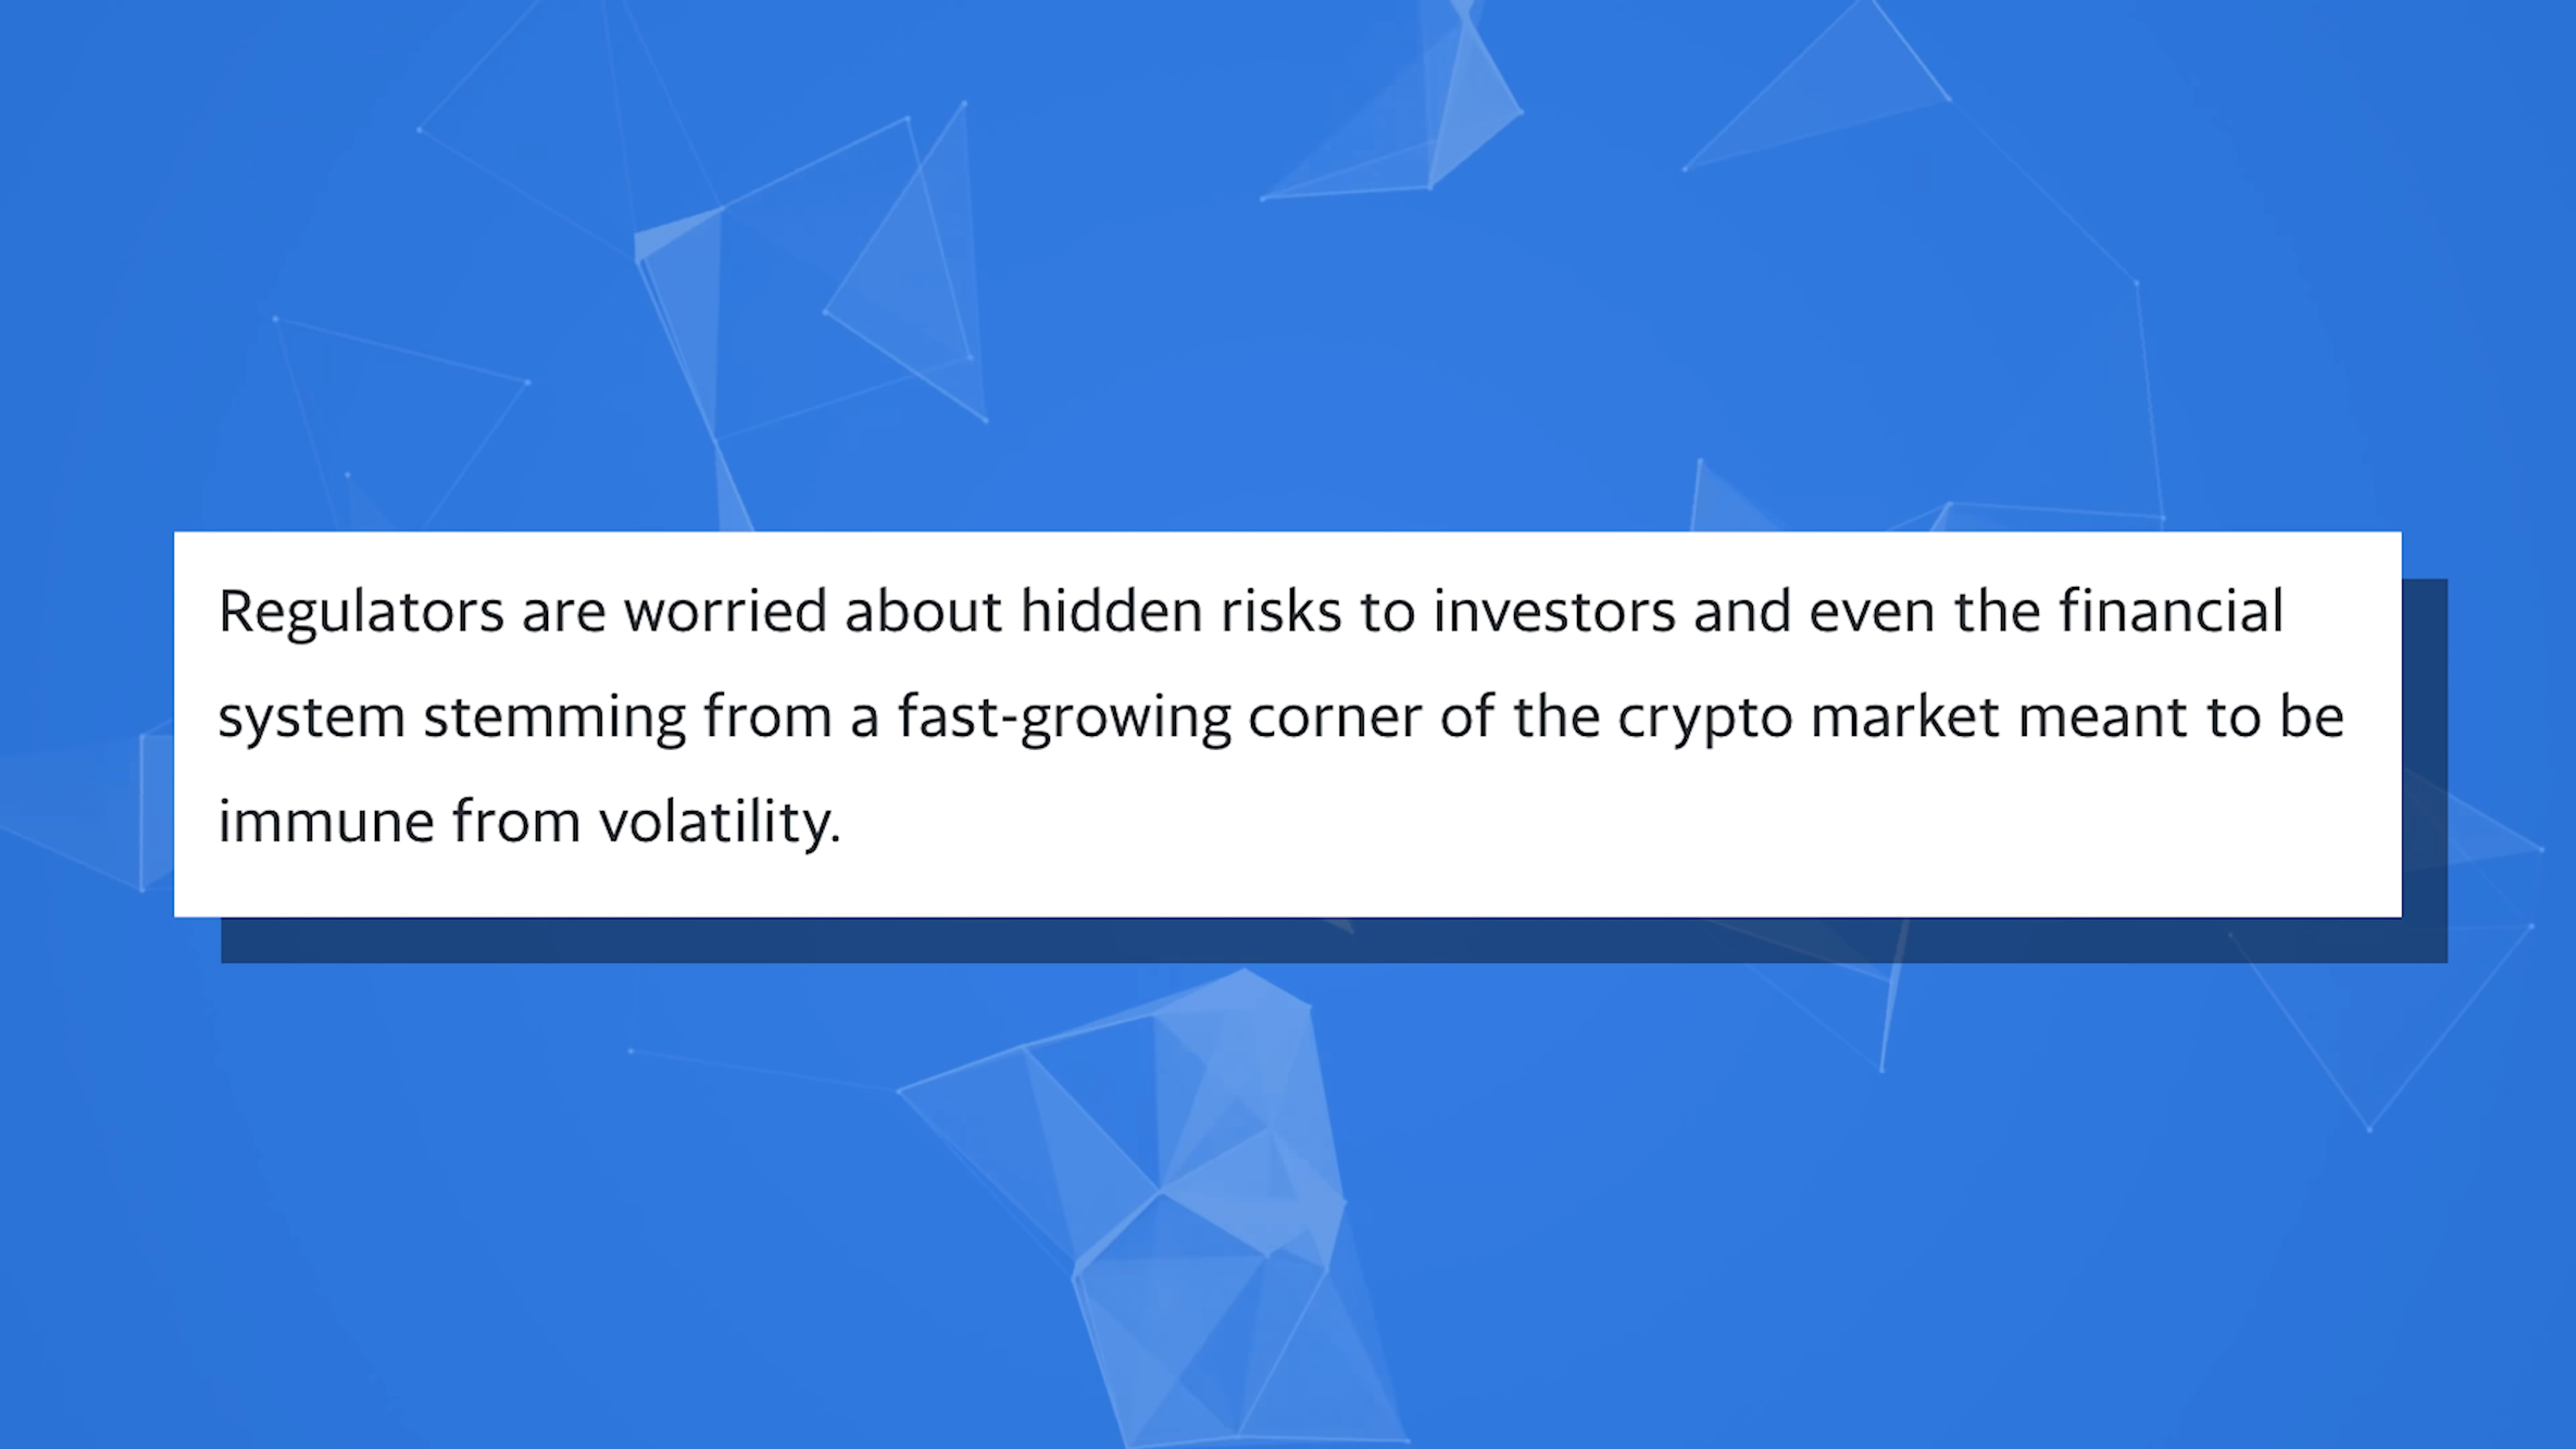 Regulators are worried about hidden risks to investors and even the financial
system stemming from a fast-growing corner of the crypto market meant to be
immune from volatility.